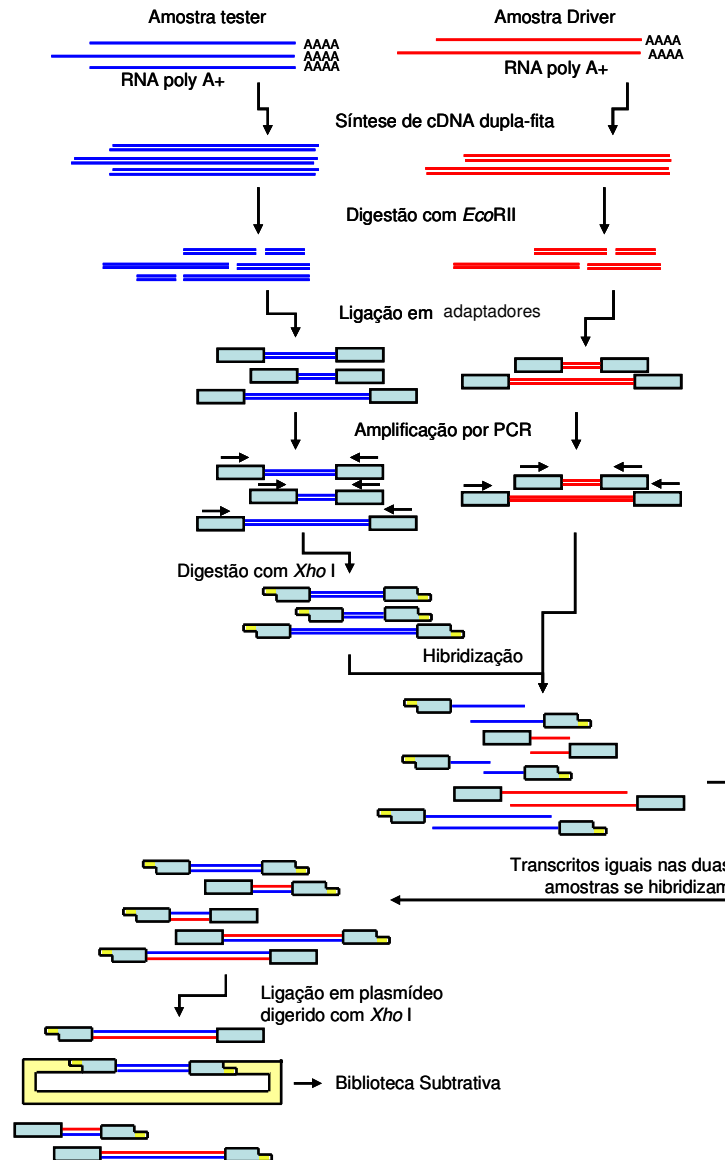 Amostra tester
Amostra Driver
AAAA
AAAA
AAAA
RNA poly A+
AAAA
AAAA
RNA poly A+
Síntese de cDNA dupla-fita
Digestão com EcoRII
Ligação em adaptadores
Amplificação por PCR
Digestão com Xho I
Hibridização
Transcritos iguais nas duas
amostras se hibridizam
Ligação em plasmídeo
digerido com Xho I
Biblioteca Subtrativa